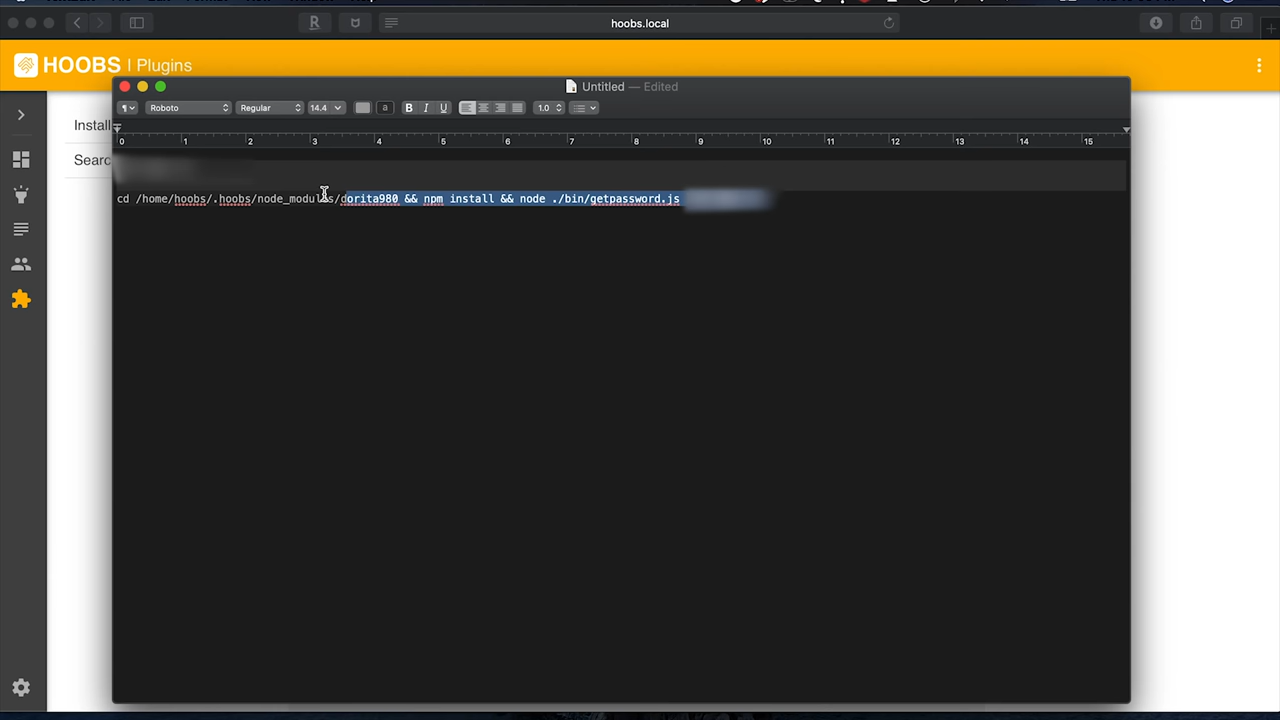 hoobs.local
HOOBS | Plugins
Untitled — Edited
Roboto Regular 14.4 B I U 1.0
0 1 2 3 4 5 6 7 8 9 10 11 12 13 14 15
Install
Searc
cd /home/hoobs/.hoobs/node_modules/dorita980 && npm install && node ./bin/getpassword.js